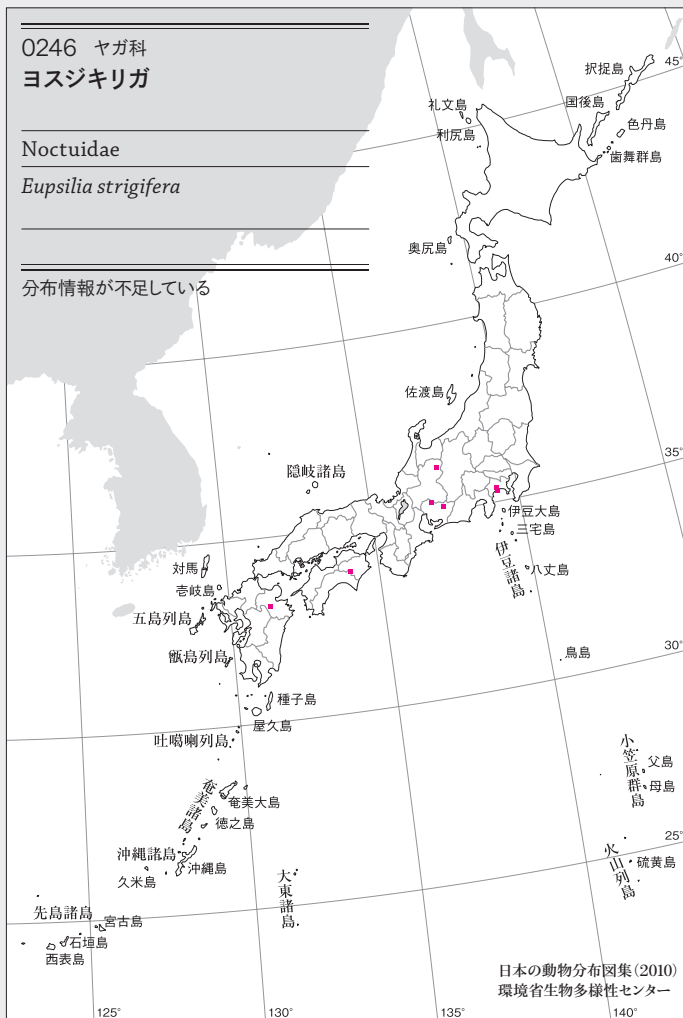 0246 ヤガ科
ヨスジキリガ
Noctuidae
Eupsilia strigifera
分布情報が不足している
45°
択捉島
国後島
礼文島
色丹島
利尻島
歯舞群島
奥尻島
40°
佐渡島
35°
隠岐諸島
伊豆大島
三宅島
伊豆諸島
八丈島
対馬
壱岐島
五島列島
甑島列島
鳥島
30°
種子島
屋久島
吐噶喇列島
小笠原群島
父島
母島
奄美諸島
奄美大島
徳之島
25°
沖縄諸島
沖縄島
久米島
火山列島
硫黄島
大東諸島
先島諸島
宮古島
石垣島
西表島
日本の動物分布図集(2010)
環境省生物多様性センター
125°
130°
135°
140°